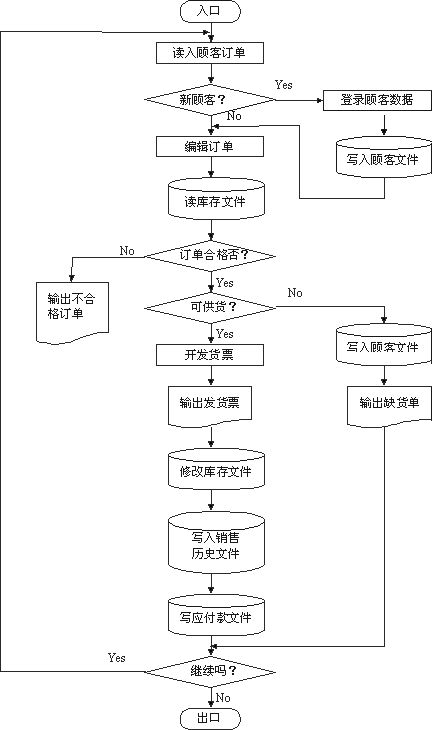 入口
读入顾客订单
新顾客？
Yes
登录顾客数据
No
写入顾客文件
编辑订单
读库存文件
订单合格否？
No
Yes
输出不合
格订单
可供货？
No
Yes
写入顾客文件
开发货票
输出发货票
输出缺货单
修改库存文件
写入销售
历史文件
写应付款文件
Yes
继续吗？
No
出口